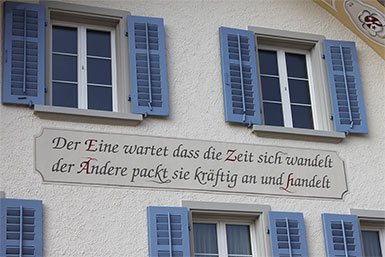 Der Eine wartet dass die Zeit sich wandelt
der Andere packt sie kräftig an und handelt